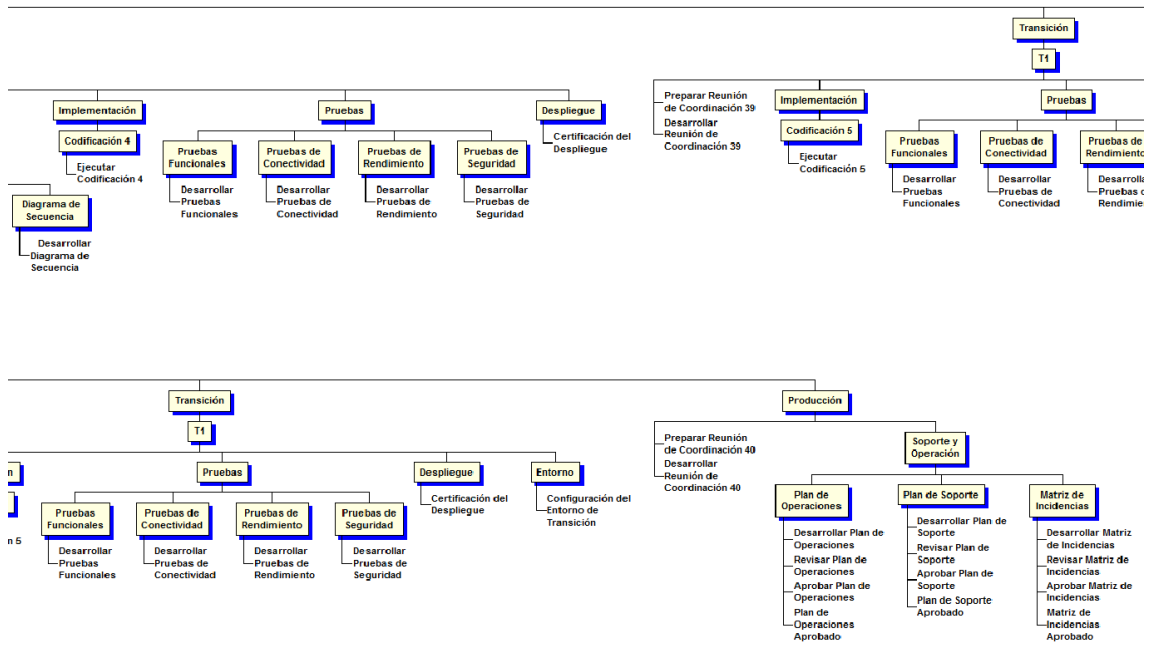 Transición
T1
Preparar Reunión
de Coordinación 39
Desarrollar
Reunión de
Coordinación 39
Implementación
Pruebas
Despliegue
Implementación
Pruebas
Codificación 4
Certificación del
Despliegue
Codificación 5
Ejecutar
Codificación 4
Pruebas
Funcionales
Pruebas de
Conectividad
Pruebas de
Rendimiento
Pruebas de
Seguridad
Ejecutar
Codificación 5
Pruebas
Funcionales
Pruebas de
Conectividad
Pruebas de
Rendimiento
Desarrollar
Pruebas
Funcionales
Desarrollar
Pruebas de
Conectividad
Desarrollar
Pruebas de
Rendimiento
Desarrollar
Pruebas de
Seguridad
Desarrollar
Pruebas
Funcionales
Desarrollar
Pruebas de
Conectividad
Desarrolla
Pruebas
Rendimie
Diagrama de
Secuencia
Desarrollar
Diagrama de
Secuencia
Transición
Producción
T1
Preparar Reunión
de Coordinación 40
Desarrollar
Reunión de
Coordinación 40
Soporte y
Operación
n
Pruebas
Despliegue
Entorno
Certificación del
Despliegue
Configuración del
Entorno de
Transición
n 5
Pruebas
Funcionales
Pruebas de
Conectividad
Pruebas de
Rendimiento
Pruebas de
Seguridad
Desarrollar
Pruebas
Funcionales
Desarrollar
Pruebas de
Conectividad
Desarrollar
Pruebas de
Rendimiento
Desarrollar
Pruebas de
Seguridad
Plan de
Operaciones
Plan de Soporte
Matriz de
Incidencias
Desarrollar Plan de
Operaciones
Revisar Plan de
Operaciones
Aprobar Plan de
Operaciones
Plan de
Operaciones
Aprobado
Desarrollar Plan de
Soporte
Revisar Plan de
Soporte
Aprobar Plan de
Soporte
Plan de Soporte
Aprobado
Desarrollar Matriz
de Incidencias
Revisar Matriz de
Incidencias
Aprobar Matriz de
Incidencias
Matriz de
Incidencias
Aprobado